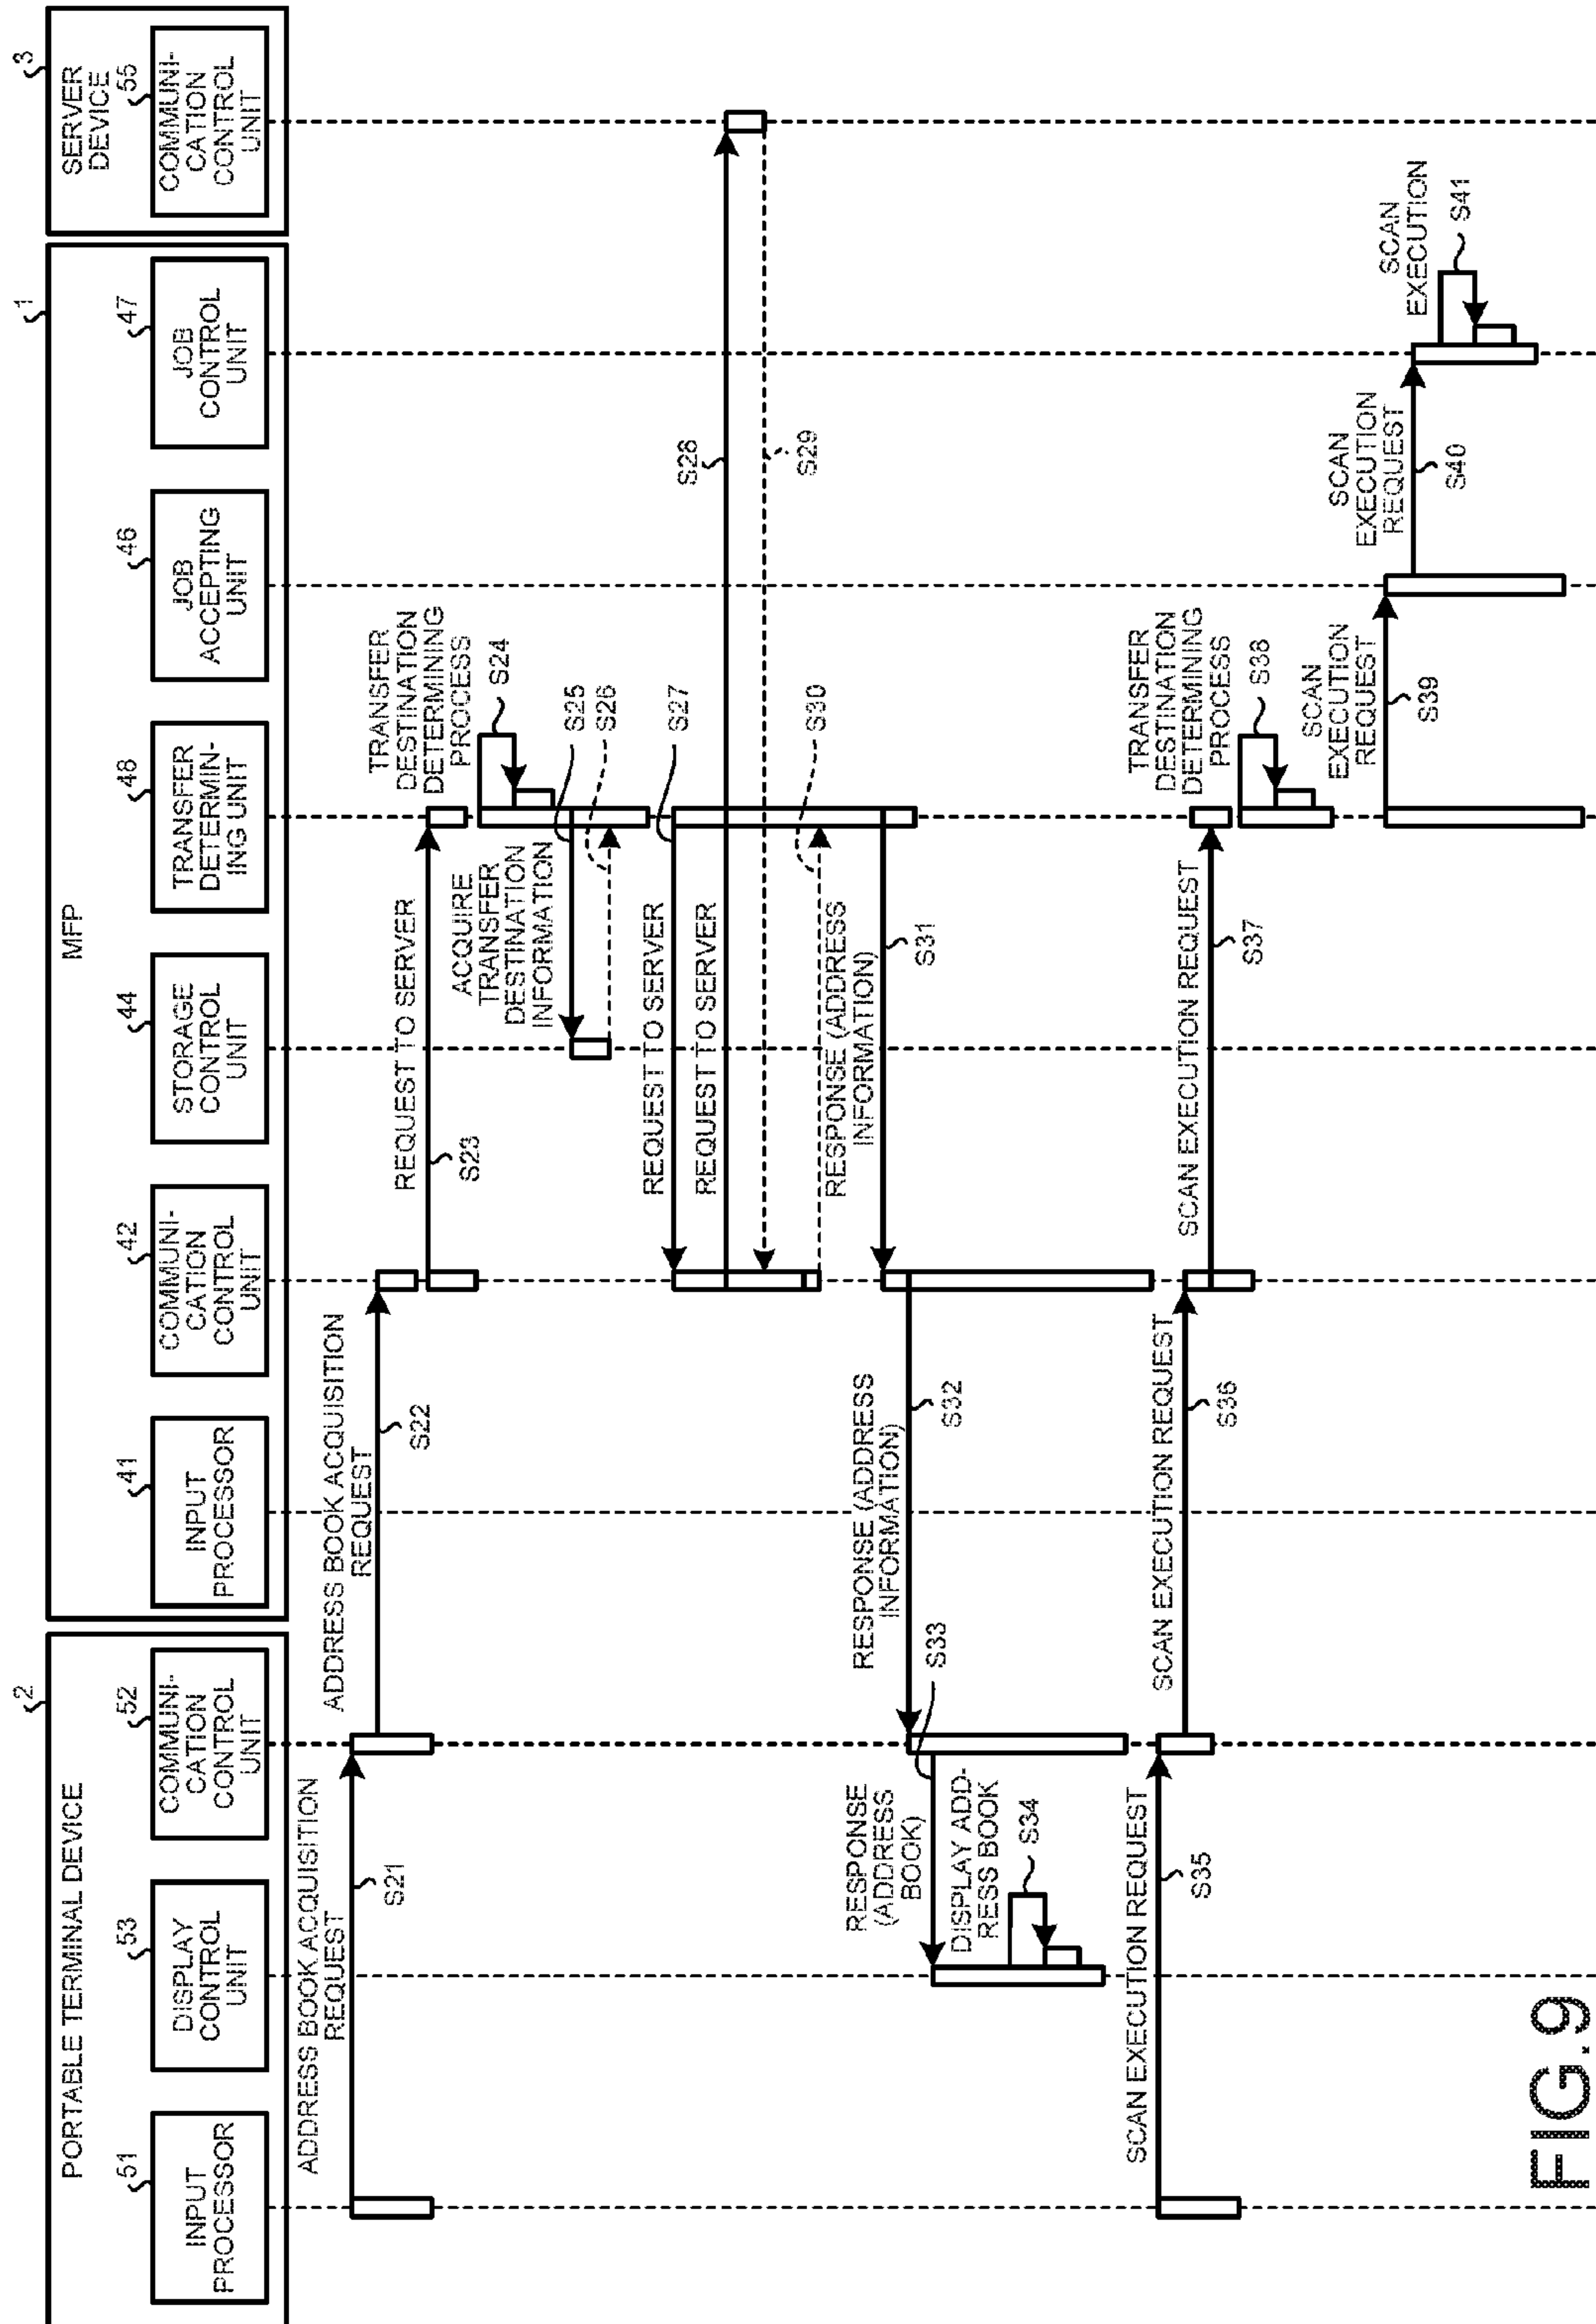 PORTABLE TERMINAL DEVICE
2
51
INPUT
PROCESSOR
53
DISPLAY
CONTROL
UNIT
52
COMMUNI-
CATION
CONTROL
UNIT
MFP
1
41
INPUT
PROCESSOR
42
COMMUNI-
CATION
CONTROL
UNIT
44
STORAGE
CONTROL
UNIT
48
TRANSFER
DETERMIN-
ING UNIT
46
JOB
ACCEPTING
UNIT
47
JOB
CONTROL
UNIT
3
SERVER
DEVICE
55
COMMUNI-
CATION
CONTROL
UNIT
ADDRESS BOOK ACQUISITION
REQUEST
S21
ADDRESS BOOK ACQUISITION
REQUEST
S22
REQUEST TO SERVER
S23
TRANSFER
DESTINATION
DETERMINING
PROCESS
S24
ACQUIRE
TRANSFER
DESTINATION
INFORMATION
S25
S26
REQUEST TO SERVER
S27
REQUEST TO SERVER
S28
S29
S30
RESPONSE (ADDRESS
INFORMATION)
S31
RESPONSE (ADDRESS
INFORMATION)
S32
RESPONSE
(ADDRESS
BOOK)
S33
DISPLAY ADD-
RESS BOOK
S34
SCAN EXECUTION REQUEST
S35
SCAN EXECUTION REQUEST
S36
SCAN EXECUTION REQUEST
S37
TRANSFER
DESTINATION
DETERMINING
PROCESS
S38
SCAN
EXECUTION
REQUEST
S39
SCAN
EXECUTION
REQUEST
S40
SCAN
EXECUTION
S41
FIG.9